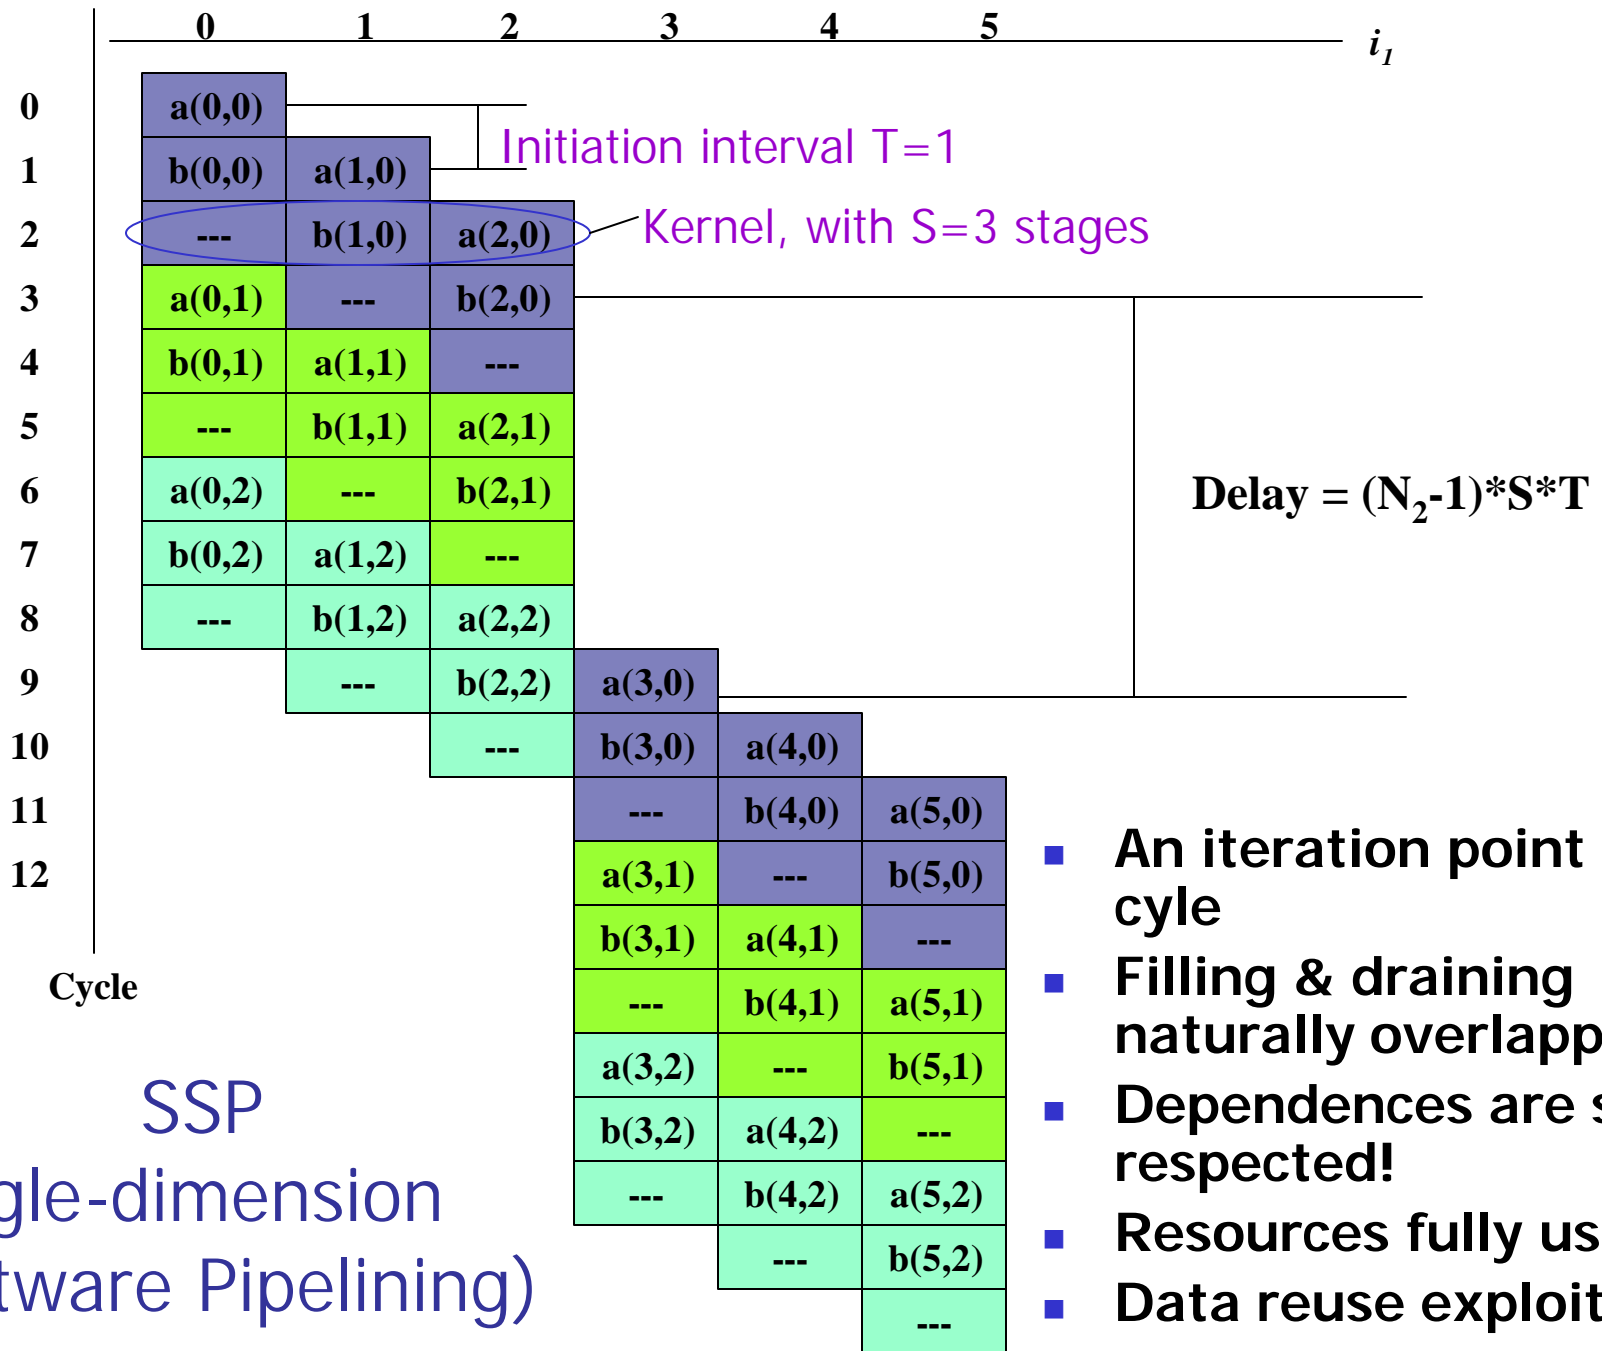 0 1 2 3 4 5 i1
0 a(0,0)
1 b(0,0) a(1,0) Initiation interval T=1
2 --- b(1,0) a(2,0) Kernel, with S=3 stages
3 a(0,1) --- b(2,0)
4 b(0,1) a(1,1) ---
5 --- b(1,1) a(2,1)
6 a(0,2) --- b(2,1) Delay = (N2-1)*S*T
7 b(0,2) a(1,2) ---
8 --- b(1,2) a(2,2)
9 --- b(2,2) a(3,0)
10 --- b(3,0) a(4,0)
11 --- b(4,0) a(5,0)
12 a(3,1) --- b(5,0)
b(3,1) a(4,1) ---
Cycle --- b(4,1) a(5,1)
a(3,2) --- b(5,1)
b(3,2) a(4,2) ---
--- b(4,2) a(5,2)
--- b(5,2)
---
An iteration point
cyle
Filling & draining
naturally overlapp
Dependences are s
respected!
Resources fully us
Data reuse exploit
SSP
gle-dimension
tware Pipelining)